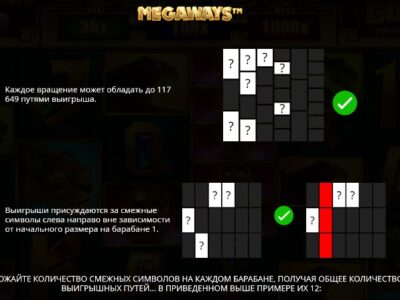 MEGAWAYS™
Каждое вращение может обладать до 117
649 путями выигрыша.
? ? ?
?
?
? ?
? ?
?
?
? ?
?
Выигрыши присуждаются за смежные
символы слева направо вне зависимости
от начального размера на барабане 1.
ОЖАЙТЕ КОЛИЧЕСТВО СМЕЖНЫХ СИМВОЛОВ НА КАЖДОМ БАРАБАНЕ, ПОЛУЧАЯ ОБЩЕЕ КОЛИЧЕСТВО
ВЫИГРЫШНЫХ ПУТЕЙ... В ПРИВЕДЕННОМ ВЫШЕ ПРИМЕРЕ ИХ 12: